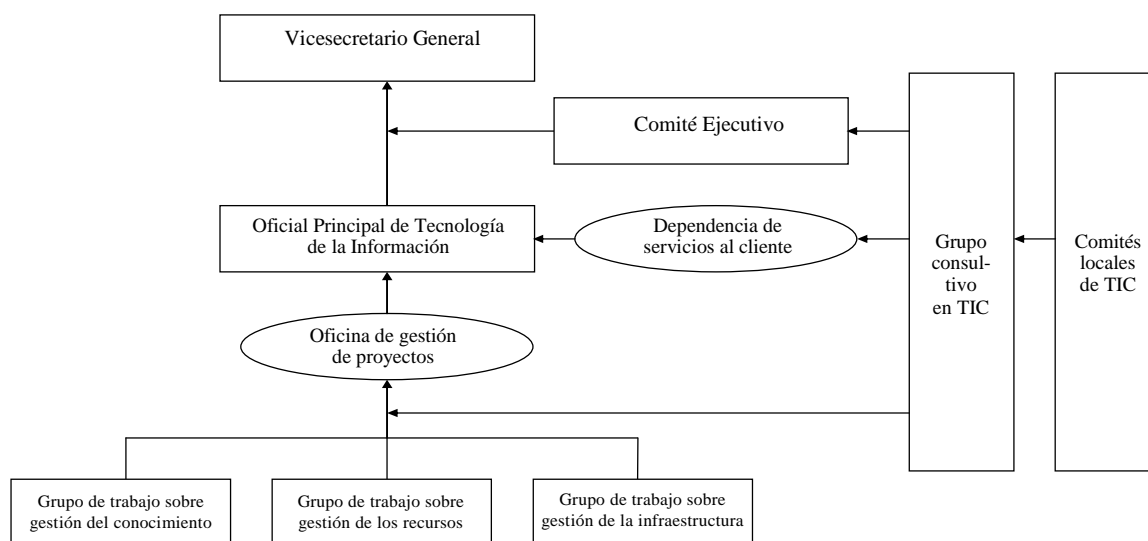 Vicesecretario General
Comité Ejecutivo
Oficial Principal de Tecnología
de la Información
Dependencia de
servicios al cliente
Grupo
consul-
tivo
en TIC
Comités
locales
de TIC
Oficina de gestión
de proyectos
Grupo de trabajo sobre
gestión del conocimiento
Grupo de trabajo sobre
gestión de los recursos
Grupo de trabajo sobre
gestión de la infraestructura